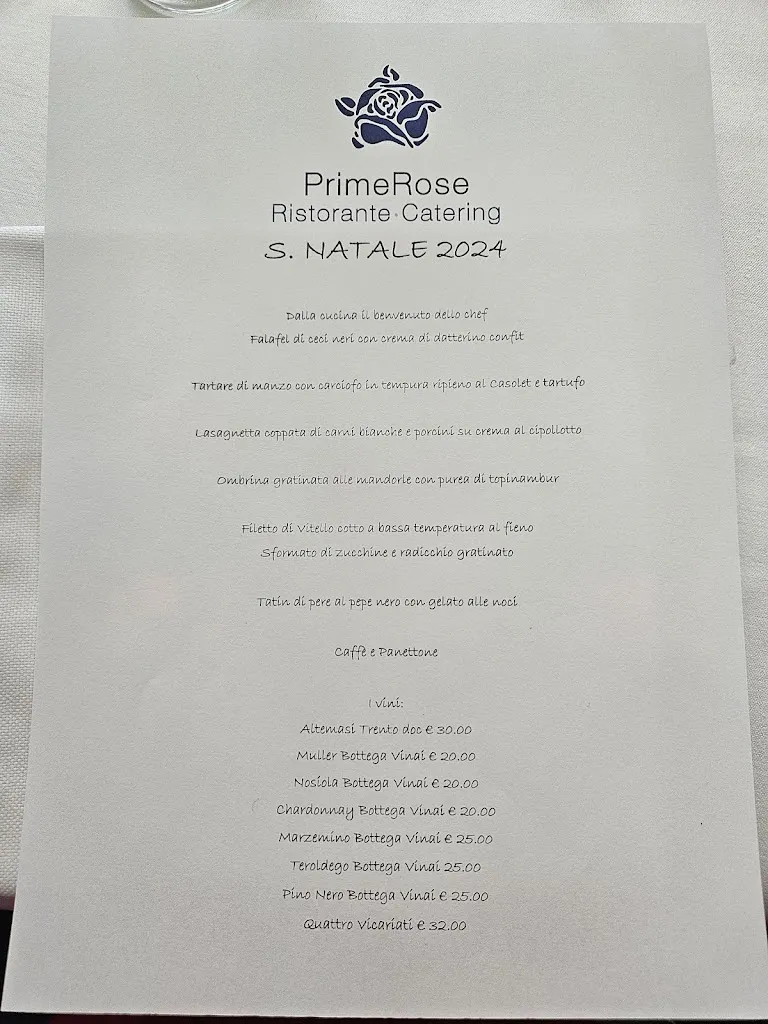 PrimeRose
Ristorante · Catering
S. NATALE 2024
Dalla cucina il benvenuto dello chef
Falafel di ceci neri con crema di datterino confit
Tartare di manzo con carciofo in tempura ripieno al Casolet e tartufo
Lasagnetta coppata di carni bianche e porcini su crema al cipollotto
Ombrina gratinata alle mandorle con purea di topinambur
Filetto di Vitello cotto a bassa temperatura al fieno
Sformato di zucchine e radicchio gratinato
Tatin di pere al pepe nero con gelato alle noci
Caffè e Panettone
I vini:
Altemasi Trento doc € 30.00
Muller Bottega Vinai € 20.00
Nosiola Bottega Vinai € 20.00
Chardonnay Bottega Vinai € 20.00
Marzemino Bottega Vinai € 25.00
Teroldego Bottega Vinai 25.00
Pino Nero Bottega Vinai € 25.00
Quattro Vicariati € 32.00